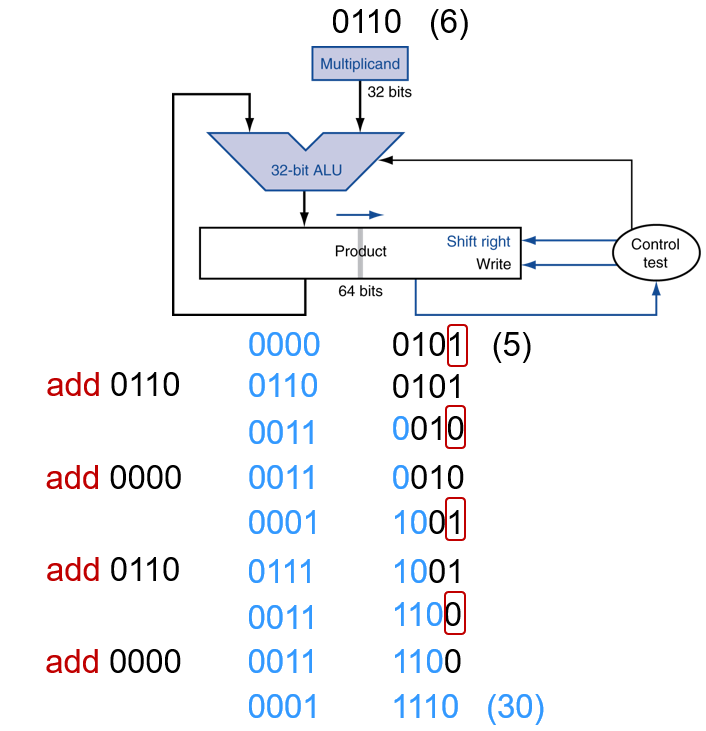 0110 (6)
Multiplicand
32 bits
32-bit ALU
Product
Shift right
Write
Control
test
64 bits
0000 0101 (5)
add 0110 0110 0101
0011 0010
add 0000 0011 0010
0001 1001
add 0110 0111 1001
0011 1100
add 0000 0011 1100
0001 1110 (30)